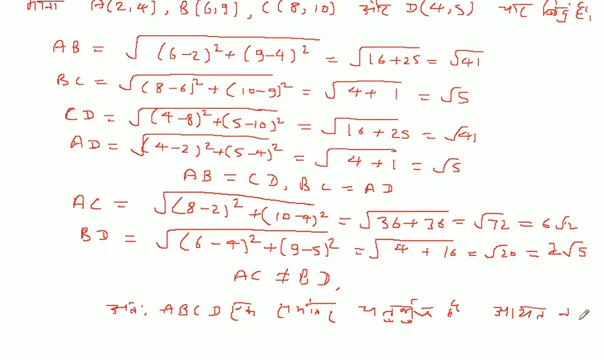 माना A(2,4), B(6,9), C(8,10) और D(4,5) चार बिन्दु हैं।
AB = √((6-2)²+(9-4)²) = √(16+25) = √41
BC = √((8-6)²+(10-9)²) = √(4+1) = √5
CD = √((4-8)²+(5-10)²) = √(16+25) = √41
AD = √((4-2)²+(5-4)²) = √(4+1) = √5
AB = CD, BC = AD
AC = √((8-2)²+(10-4)²) = √(36+36) = √72 = 6√2
BD = √((6-4)²+(9-5)²) = √(4+16) = √20 = 2√5
AC ≠ BD,
अतः ABCD एक समांतर चतुर्भुज है आयत न